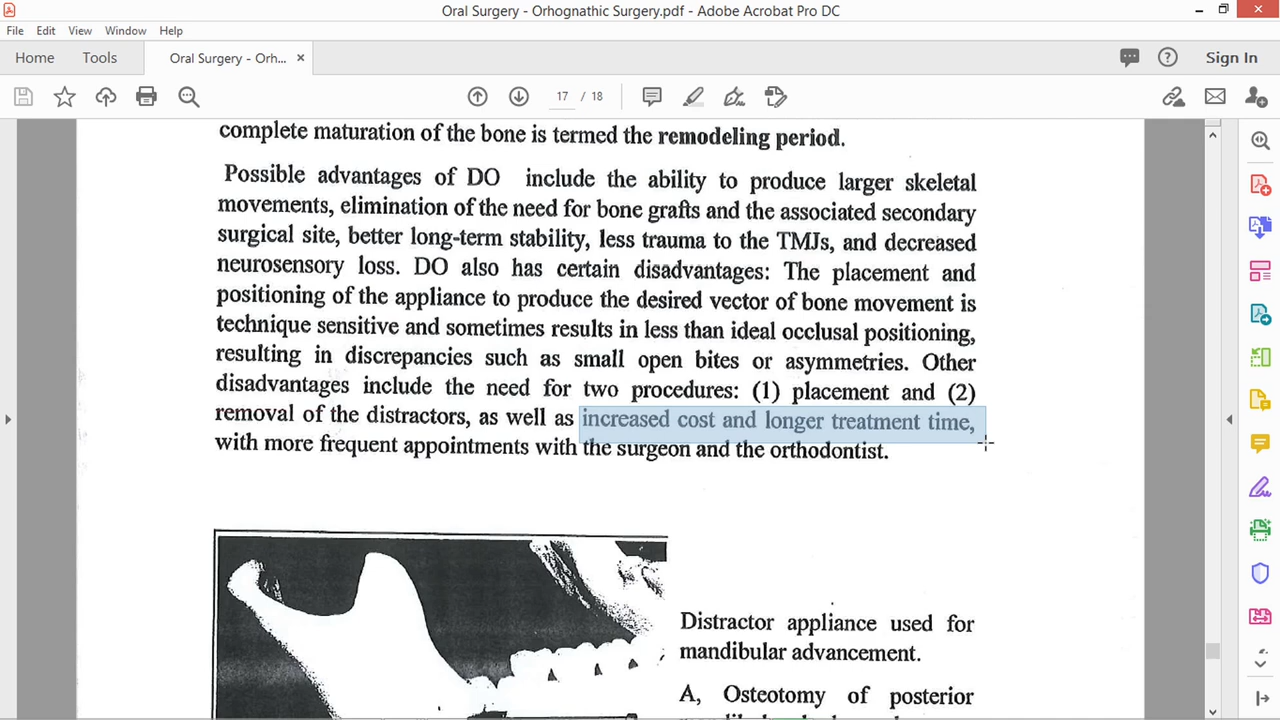 Oral Surgery - Orhognathic Surgery.pdf - Adobe Acrobat Pro DC
File Edit View Window Help
Home Tools Oral Surgery - Orh... Sign In
17 / 18
complete maturation of the bone is termed the remodeling period.
Possible advantages of DO include the ability to produce larger skeletal
movements, elimination of the need for bone grafts and the associated secondary
surgical site, better long-term stability, less trauma to the TMJs, and decreased
neurosensory loss. DO also has certain disadvantages: The placement and
positioning of the appliance to produce the desired vector of bone movement is
technique sensitive and sometimes results in less than ideal occlusal positioning,
resulting in discrepancies such as small open bites or asymmetries. Other
disadvantages include the need for two procedures: (1) placement and (2)
removal of the distractors, as well as increased cost and longer treatment time,
with more frequent appointments with the surgeon and the orthodontist.
Distractor appliance used for
mandibular advancement.
A, Osteotomy of posterior